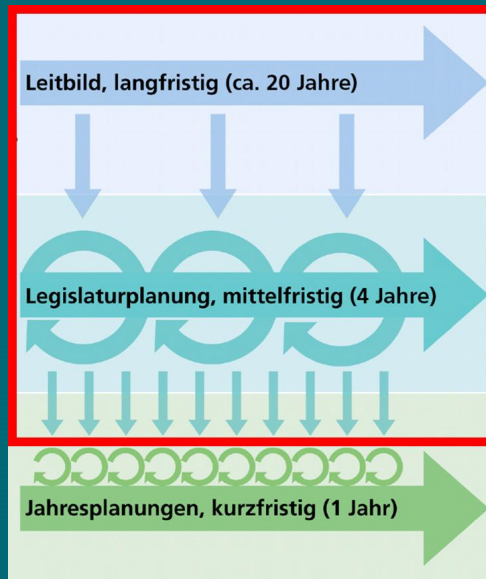 Leitbild, langfristig (ca. 20 Jahre)
Legislaturplanung, mittelfristig (4 Jahre)
Jahresplanungen, kurzfristig (1 Jahr)